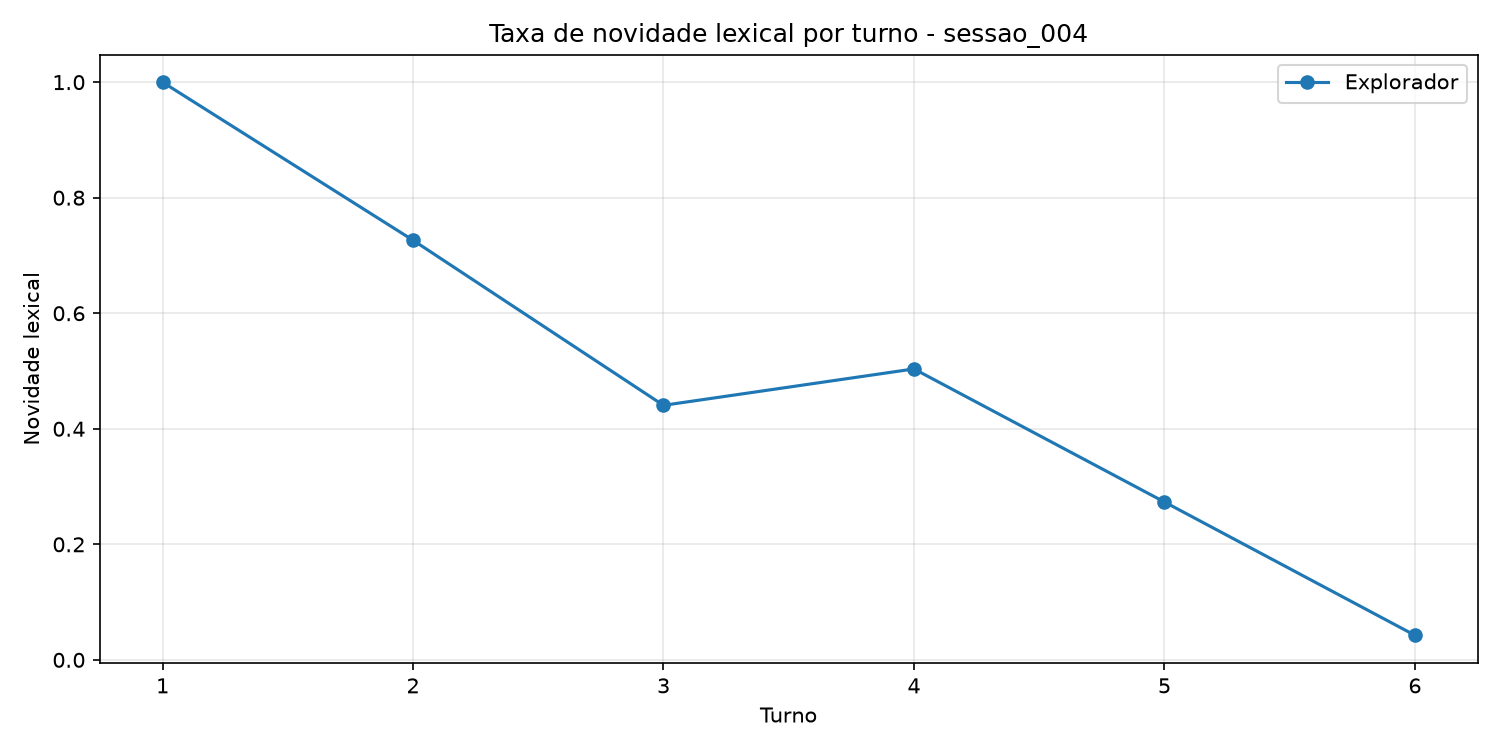 Taxa de novidade lexical por turno - sessao_004
Explorador
Novidade lexical
1.0
0.8
0.6
0.4
0.2
0.0
1 2 3 4 5 6
Turno